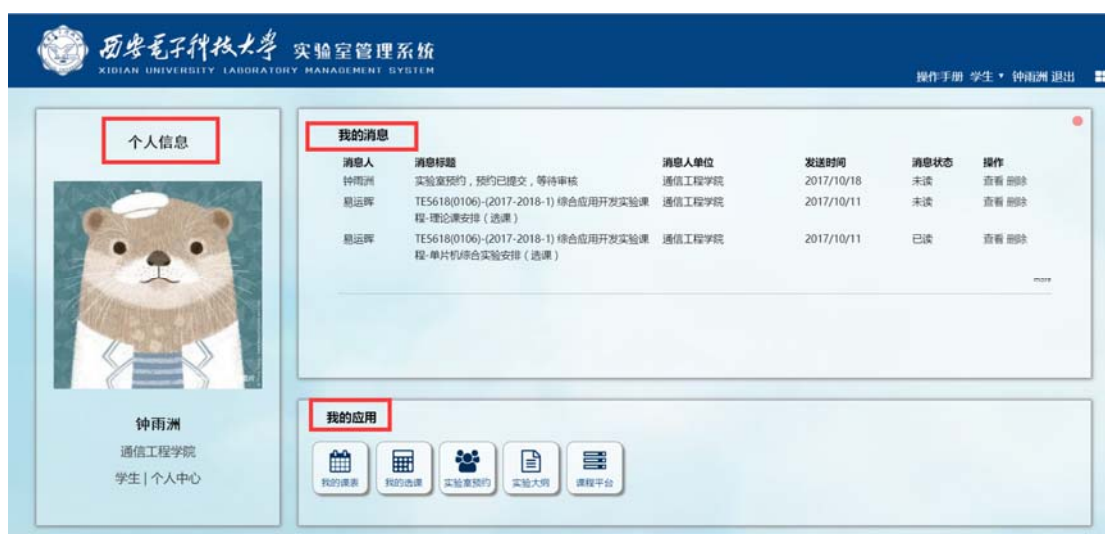 西安电子科技大学 实验室管理系统
XIDIAN UNIVERSITY LABORATORY MANAGEMENT SYSTEM
操作手册 学生 钟雨洲 退出
个人信息
钟雨洲
通信工程学院
学生 | 个人中心
我的消息
消息人 消息标题 消息人单位 发送时间 消息状态 操作
钟雨洲 实验室预约，预约已提交，等待审核 通信工程学院 2017/10/18 未读 查看 删除
易运晖 TE5618(0106)-(2017-2018-1) 综合应用开发实验课 通信工程学院 2017/10/11 未读 查看 删除
程-理论课安排（选课）
易运晖 TE5618(0106)-(2017-2018-1) 综合应用开发实验课 通信工程学院 2017/10/11 已读 查看 删除
程-单片机综合实验安排（选课）
more
我的应用
我的课表 我的选课 实验室预约 实验大纲 课程平台